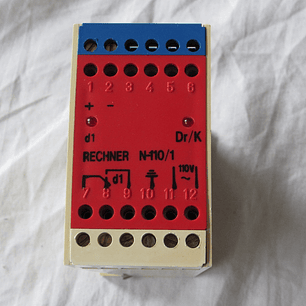 1 2 3 4 5 6
+ -
d1 Dr/K
RECHNER N-110/1
d1 110V
~
7 8 9 10 11 12